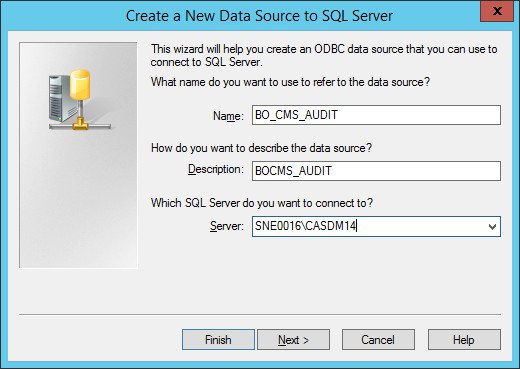 Create a New Data Source to SQL Server
This wizard will help you create an ODBC data source that you can use to
connect to SQL Server.
What name do you want to use to refer to the data source?
Name: BO_CMS_AUDIT
How do you want to describe the data source?
Description: BOCMS_AUDIT
Which SQL Server do you want to connect to?
Server: SNE0016\CASDM14
Finish Next > Cancel Help